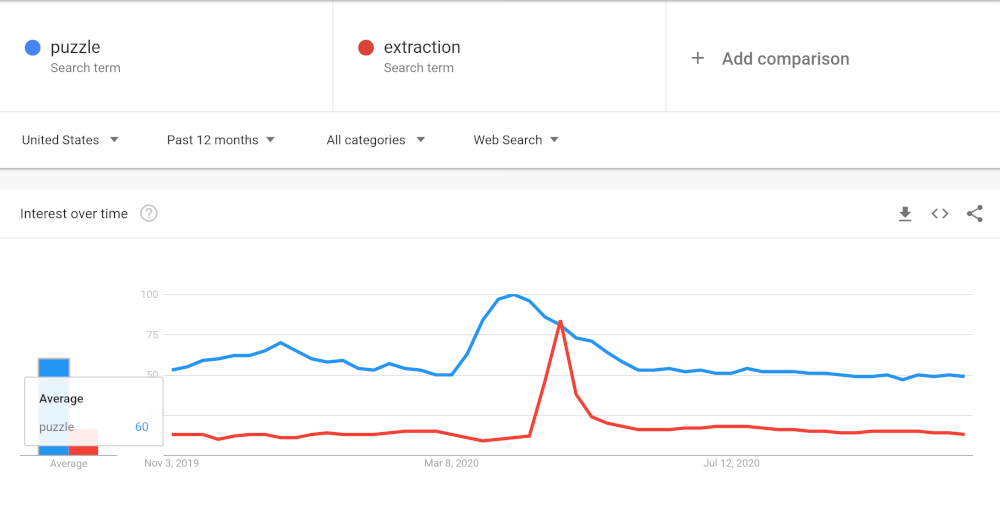 puzzle
Search term
extraction
Search term
+ Add comparison
United States
Past 12 months
All categories
Web Search
Interest over time
?
100
75
50
Average
puzzle 60
Average
Nov 3, 2019
Mar 8, 2020
Jul 12, 2020